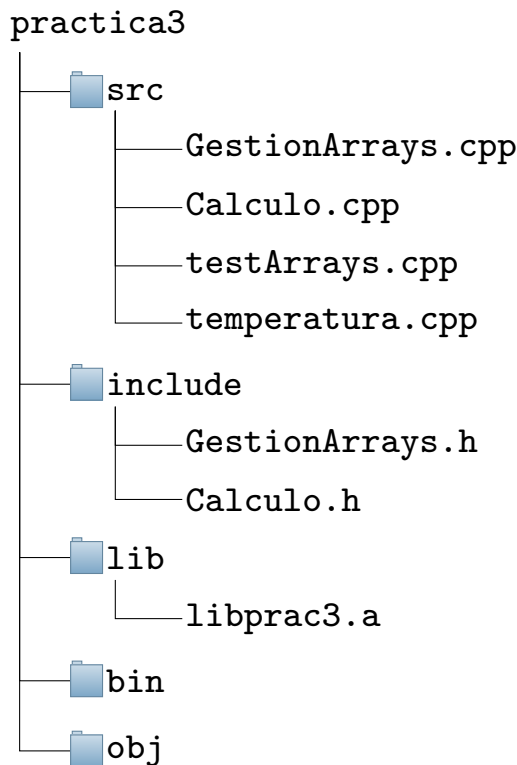 practica3
src
GestionArrays.cpp
Calculo.cpp
testArrays.cpp
temperatura.cpp
include
GestionArrays.h
Calculo.h
lib
libprac3.a
bin
obj